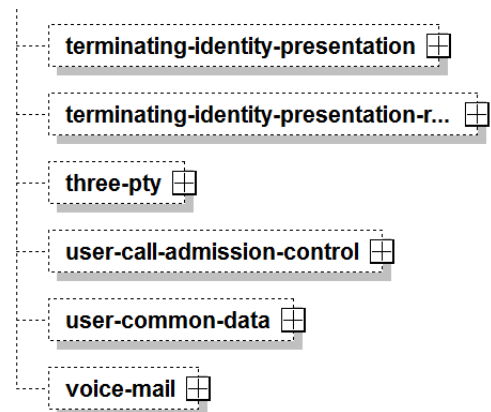 terminating-identity-presentation
terminating-identity-presentation-r...
three-pty
user-call-admission-control
user-common-data
voice-mail